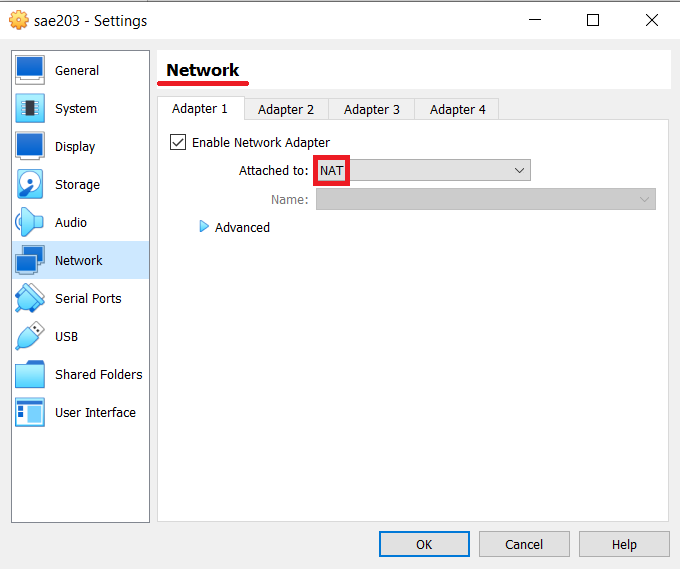 sae203 - Settings
General
System
Display
Storage
Audio
Network
Serial Ports
USB
Shared Folders
User Interface
Network
Adapter 1 Adapter 2 Adapter 3 Adapter 4
Enable Network Adapter
Attached to: NAT
Name:
Advanced
OK Cancel Help